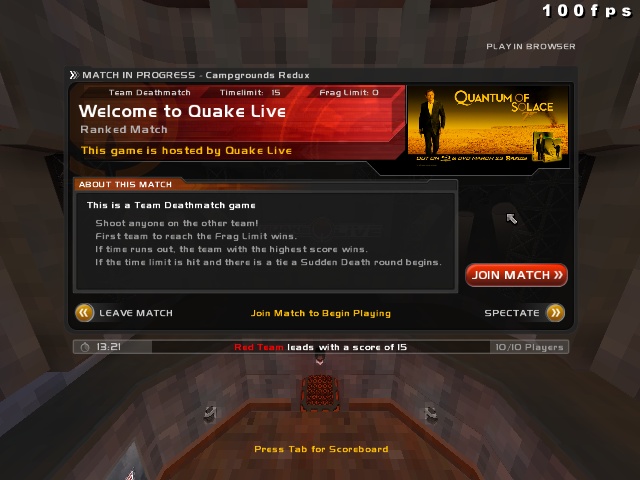 100fps
PLAY IN BROWSER
MATCH IN PROGRESS - Campgrounds Redux
Team Deathmatch Timelimit: 15 Frag Limit: 0
Welcome to Quake Live
Ranked Match
This game is hosted by Quake Live
QUANTUM OF
SOLACE
ABOUT THIS MATCH
This is a Team Deathmatch game
Shoot anyone on the other team!
First team to reach the Frag Limit wins.
If time runs out, the team with the highest score wins.
If the time limit is hit and there is a tie a Sudden Death round begins.
JOIN MATCH
LEAVE MATCH Join Match to Begin Playing SPECTATE
13:21 Red Team leads with a score of 15 10/10 Players
Press Tab for Scoreboard